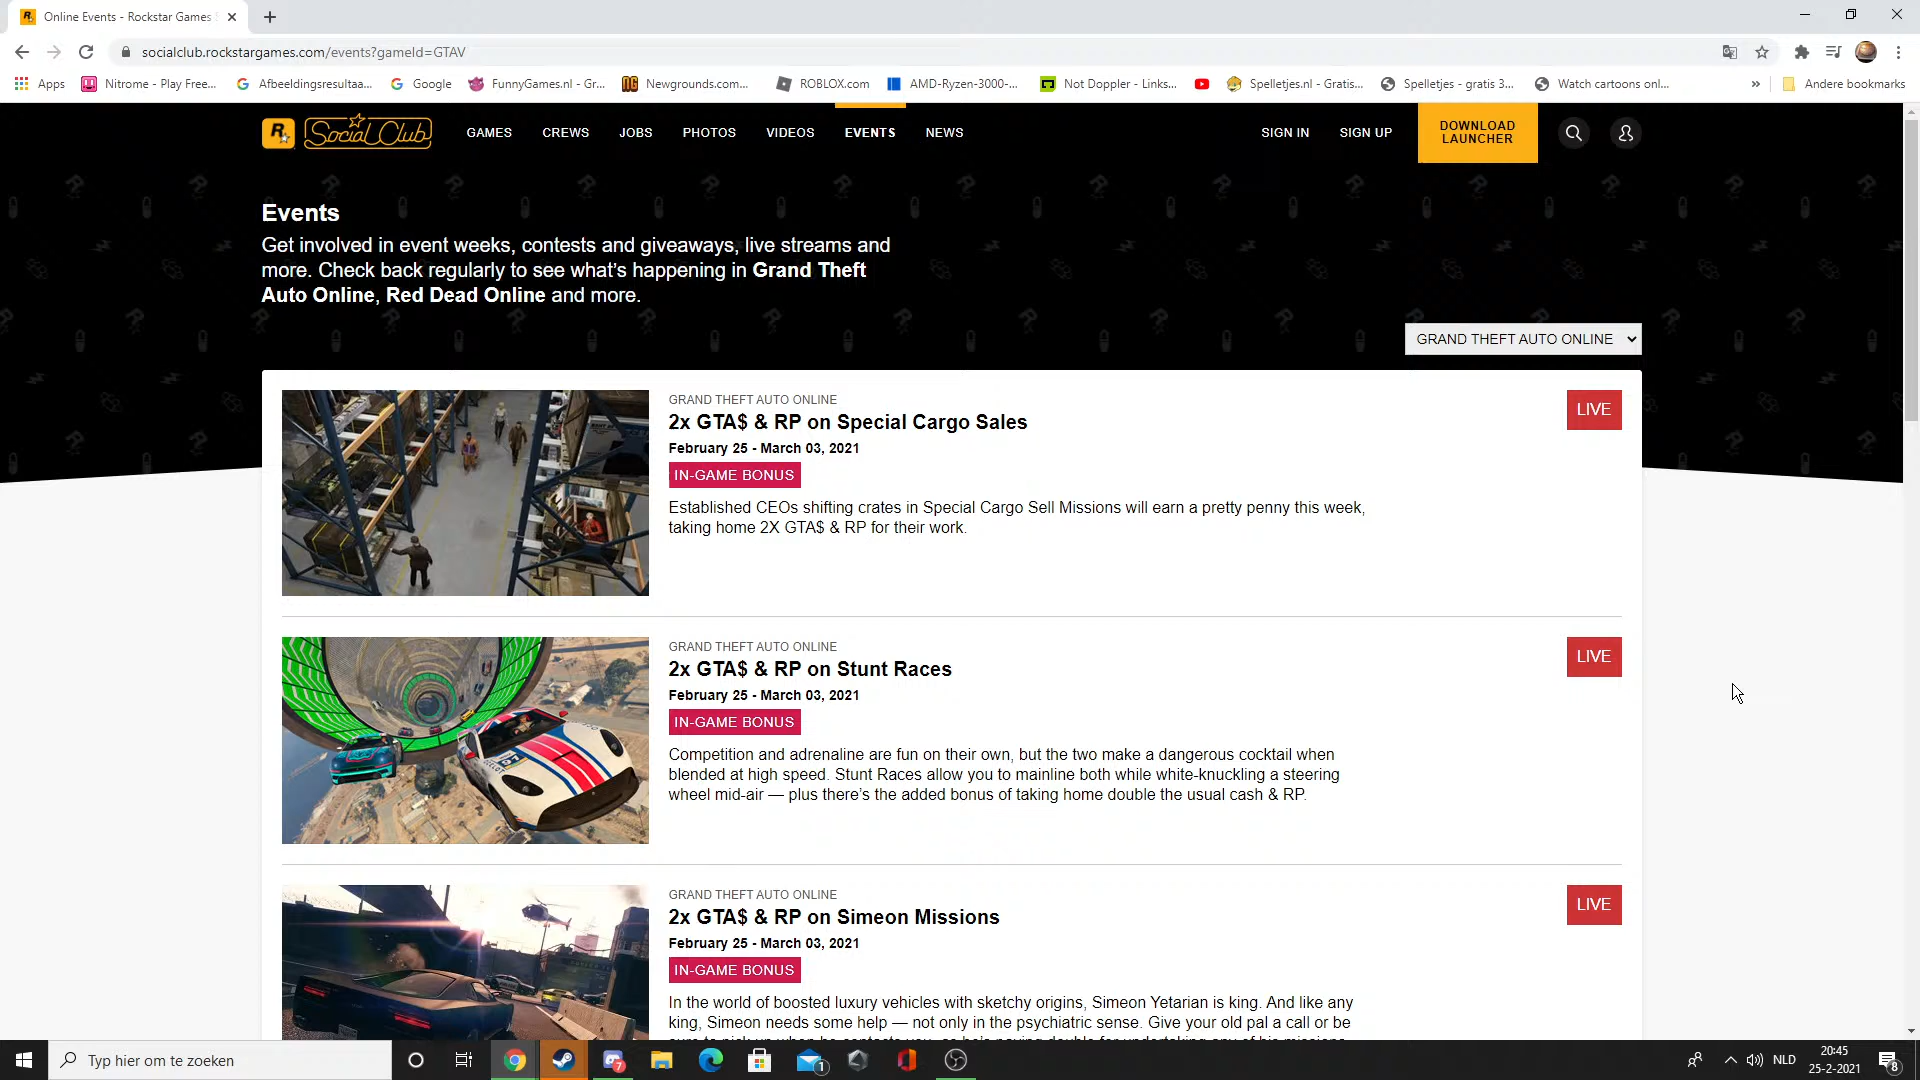 Online Events - Rockstar Games
socialclub.rockstargames.com/events?gameId=GTAV
Apps
Nitrome - Play Free...
Afbeeldingsresultaa...
Google
FunnyGames.nl - Gr...
Newgrounds.com...
ROBLOX.com
AMD-Ryzen-3000-...
Not Doppler - Links...
Spelletjes.nl - Gratis...
Spelletjes - gratis 3...
Watch cartoons onl...
»
Andere bookmarks
R
Social Club
GAMES
CREWS
JOBS
PHOTOS
VIDEOS
EVENTS
NEWS
SIGN IN
SIGN UP
DOWNLOAD
LAUNCHER
Events
Get involved in event weeks, contests and giveaways, live streams and
more. Check back regularly to see what's happening in Grand Theft
Auto Online, Red Dead Online and more.
GRAND THEFT AUTO ONLINE
GRAND THEFT AUTO ONLINE
2x GTA$ & RP on Special Cargo Sales
February 25 - March 03, 2021
IN-GAME BONUS
Established CEOs shifting crates in Special Cargo Sell Missions will earn a pretty penny this week,
taking home 2X GTA$ & RP for their work.
LIVE
GRAND THEFT AUTO ONLINE
2x GTA$ & RP on Stunt Races
February 25 - March 03, 2021
IN-GAME BONUS
Competition and adrenaline are fun on their own, but the two make a dangerous cocktail when
blended at high speed. Stunt Races allow you to mainline both while white-knuckling a steering
wheel mid-air — plus there's the added bonus of taking home double the usual cash & RP.
LIVE
GRAND THEFT AUTO ONLINE
2x GTA$ & RP on Simeon Missions
February 25 - March 03, 2021
IN-GAME BONUS
In the world of boosted luxury vehicles with sketchy origins, Simeon Yetarian is king. And like any
king, Simeon needs some help — not only in the psychiatric sense. Give your old pal a call or be
LIVE
Typ hier om te zoeken
7
1
NLD
20:45
25-2-2021
8